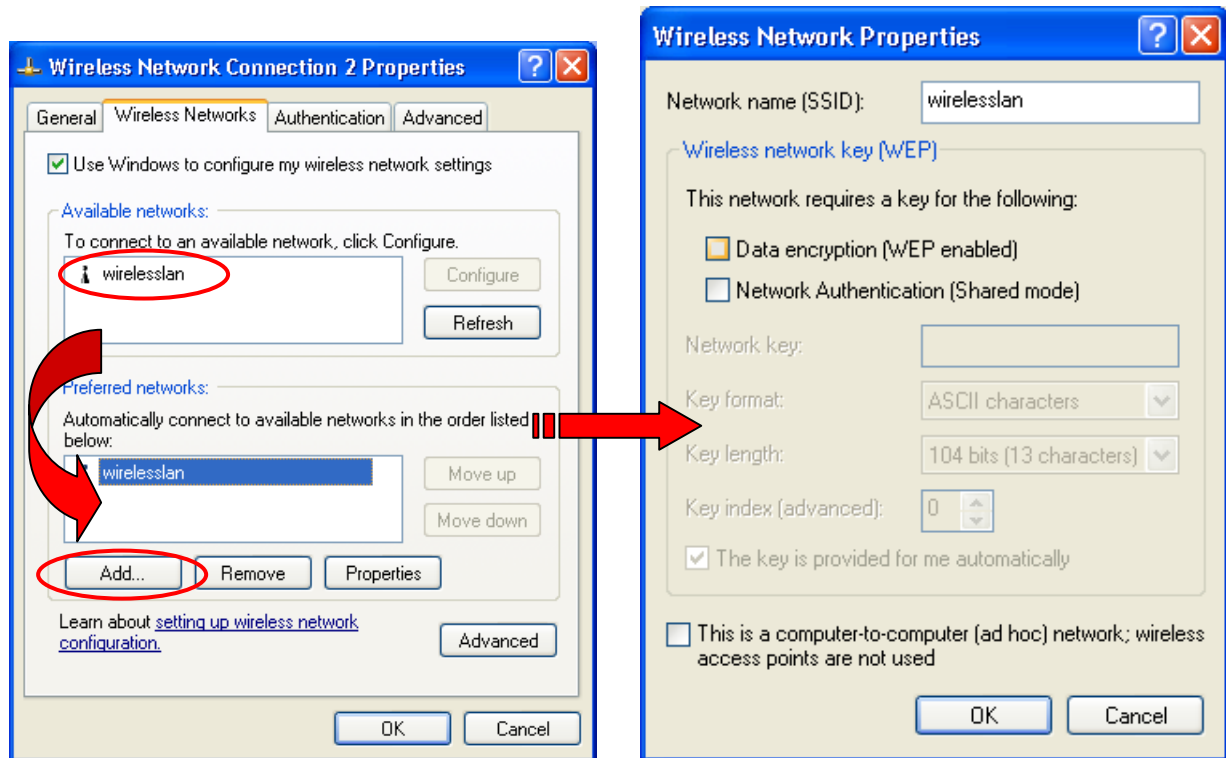 Wireless Network Connection 2 Properties
General Wireless Networks Authentication Advanced
Use Windows to configure my wireless network settings
Available networks:
To connect to an available network, click Configure.
wirelesslan
Configure
Refresh
Preferred networks:
Automatically connect to available networks in the order listed
below:
wirelesslan
Move up
Move down
Add... Remove Properties
Learn about setting up wireless network
configuration.
Advanced
OK Cancel
Wireless Network Properties
Network name (SSID): wirelesslan
Wireless network key (WEP)
This network requires a key for the following:
Data encryption (WEP enabled)
Network Authentication (Shared mode)
Network key:
Key format: ASCII characters
Key length: 104 bits (13 characters)
Key index (advanced): 0
The key is provided for me automatically
This is a computer-to-computer (ad hoc) network; wireless
access points are not used
OK Cancel